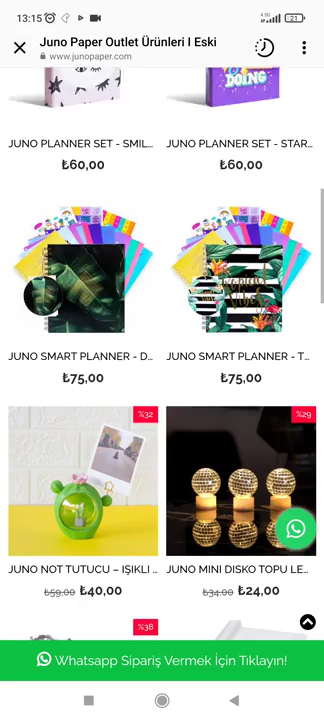 13:15
4.5G
21
Juno Paper Outlet Ürünleri I Eski
www.junopaper.com
DOING
JUNO PLANNER SET - SMIL...
JUNO PLANNER SET - STAR...
₺60,00
₺60,00
JUNO SMART PLANNER - D...
JUNO SMART PLANNER - T...
₺75,00
₺75,00
%32
%29
JUNO NOT TUTUCU – IŞIKLI ...
JUNO MINI DISKO TOPU LE...
₺59,00 ₺40,00
₺34,00 ₺24,00
%38
Whatsapp Sipariş Vermek İçin Tıklayın!